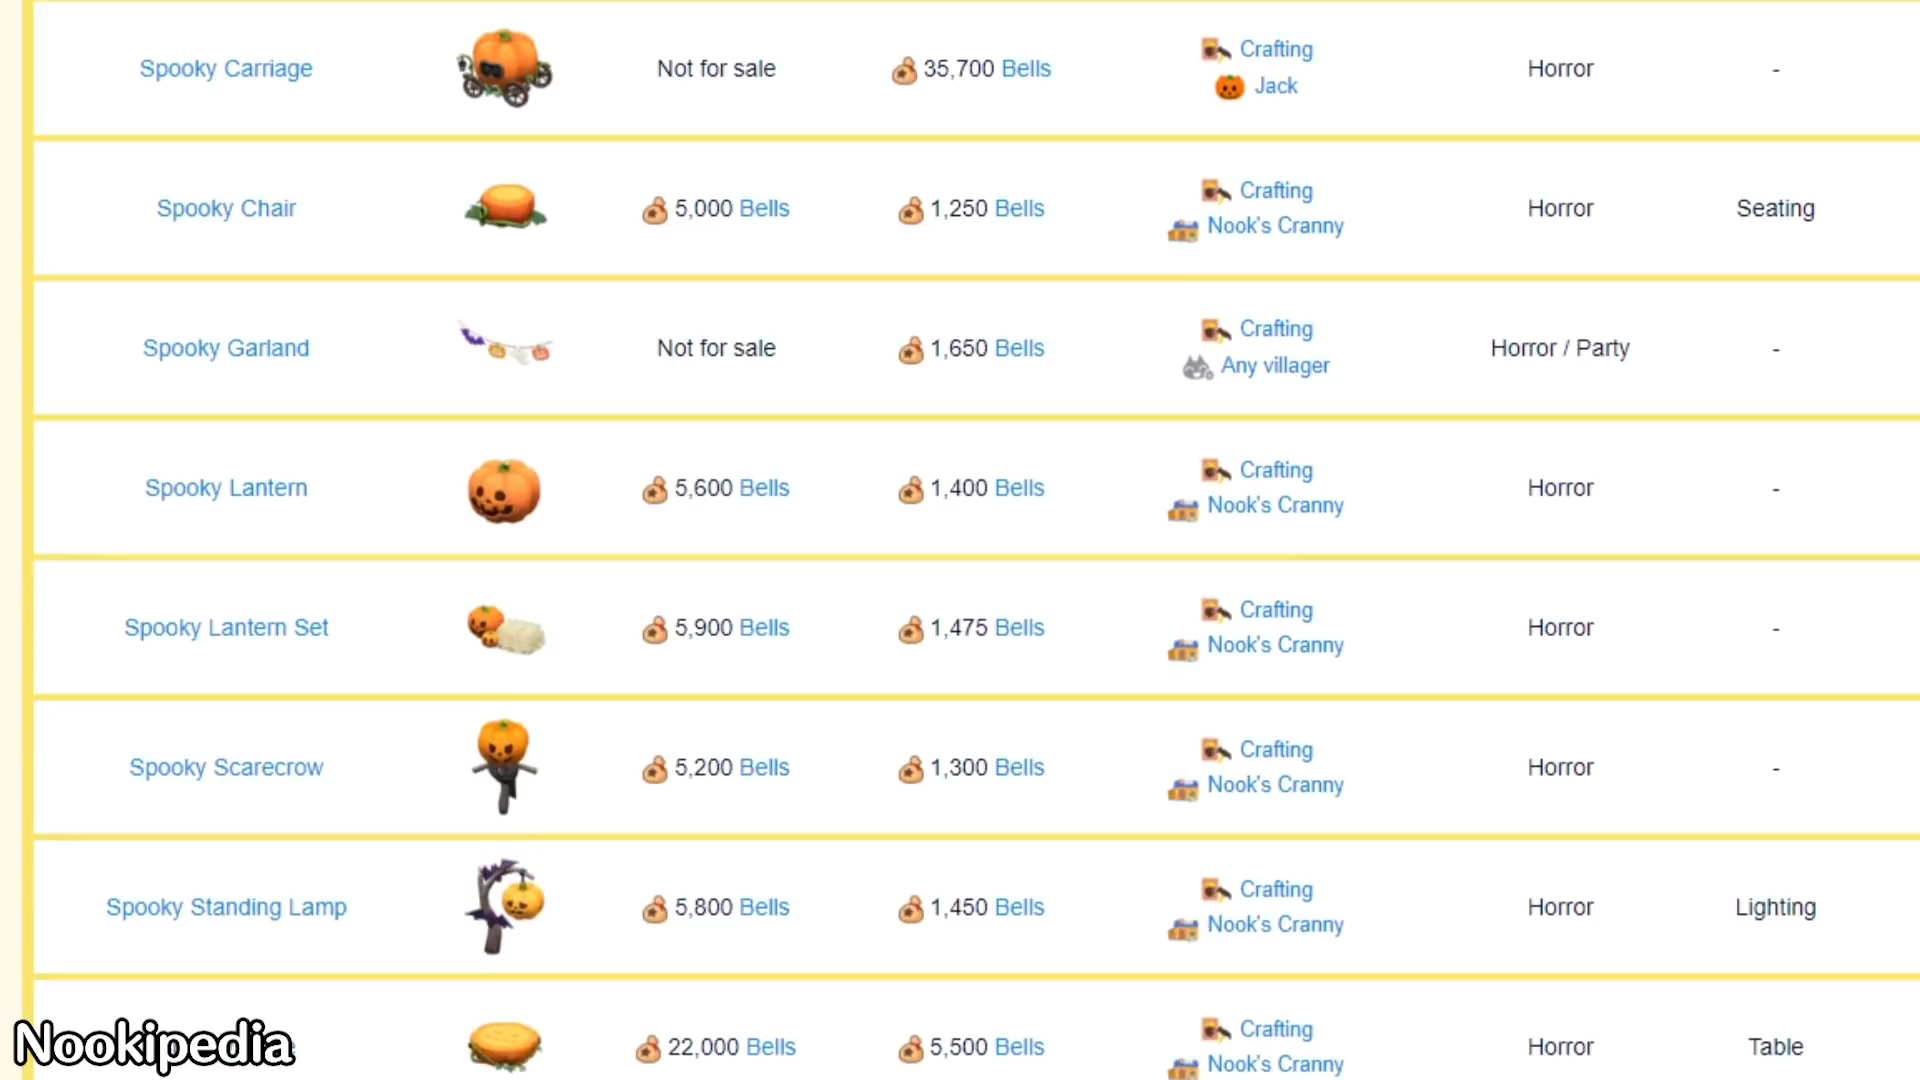 Spooky Carriage Not for sale 35,700 Bells Crafting Jack Horror -
Spooky Chair 5,000 Bells 1,250 Bells Crafting Nook's Cranny Horror Seating
Spooky Garland Not for sale 1,650 Bells Crafting Any villager Horror / Party -
Spooky Lantern 5,600 Bells 1,400 Bells Crafting Nook's Cranny Horror -
Spooky Lantern Set 5,900 Bells 1,475 Bells Crafting Nook's Cranny Horror -
Spooky Scarecrow 5,200 Bells 1,300 Bells Crafting Nook's Cranny Horror -
Spooky Standing Lamp 5,800 Bells 1,450 Bells Crafting Nook's Cranny Horror Lighting
22,000 Bells 5,500 Bells Crafting Nook's Cranny Horror Table
Nookipedia